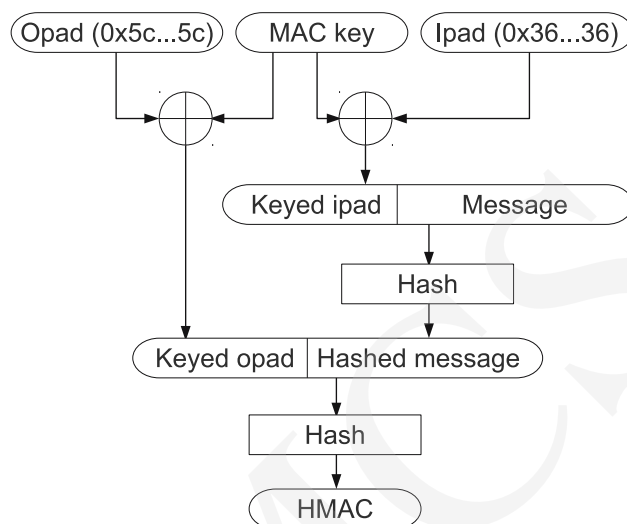 Opad (0x5c...5c) MAC key Ipad (0x36...36)
Keyed ipad Message
Hash
Keyed opad Hashed message
Hash
HMAC